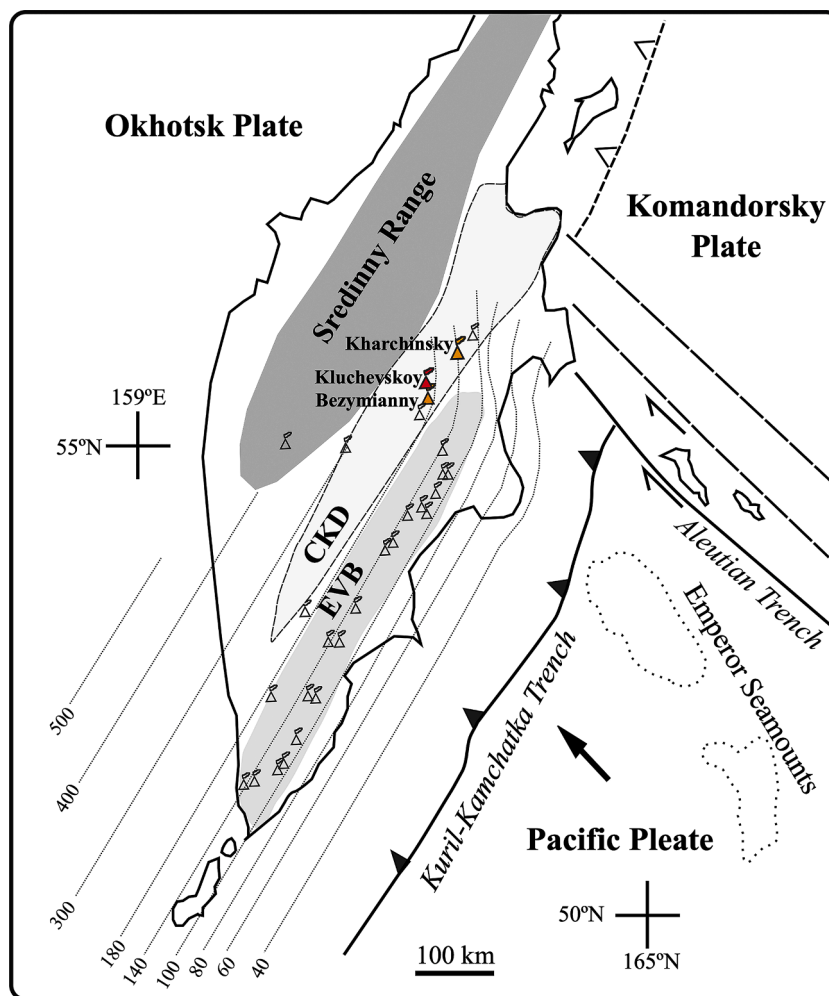 Okhotsk Plate
Komandorsky
Plate
Sredinny Range
Kharchinsky
Kluchevskoy
Bezymianny
159ºE
55ºN
CKD
EVB
Aleutian Trench
Emperor Seamounts
Kuril-Kamchatka Trench
Pacific Pleate
500
400
300
180
140
100
80
60
40
100 km
50ºN
165ºN